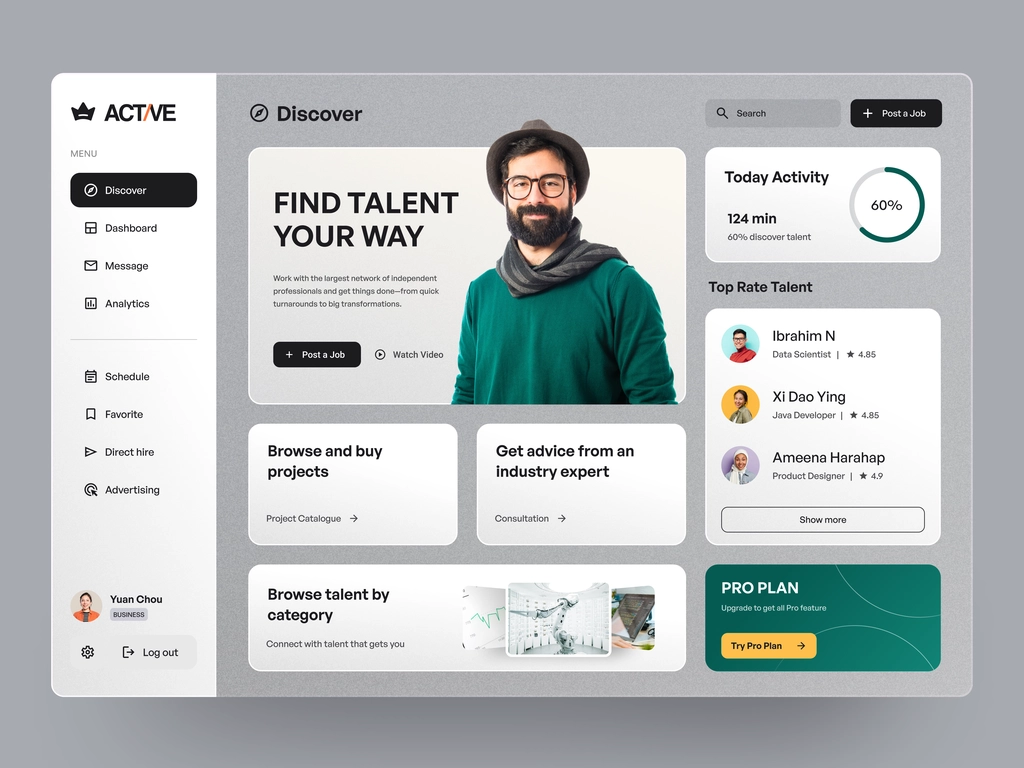 ACTIVE
MENU
Discover
Dashboard
Message
Analytics
Schedule
Favorite
Direct hire
Advertising
Yuan Chou
BUSINESS
Log out
Discover
Search
Post a Job
FIND TALENT
YOUR WAY
Work with the largest network of independent
professionals and get things done—from quick
turnarounds to big transformations.
Post a Job
Watch Video
Today Activity
124 min
60% discover talent
60%
Top Rate Talent
Ibrahim N
Data Scientist | ★ 4.85
Xi Dao Ying
Java Developer | ★ 4.85
Ameena Harahap
Product Designer | ★ 4.9
Show more
Browse and buy
projects
Project Catalogue →
Get advice from an
industry expert
Consultation →
Browse talent by
category
Connect with talent that gets you
PRO PLAN
Upgrade to get all Pro feature
Try Pro Plan →